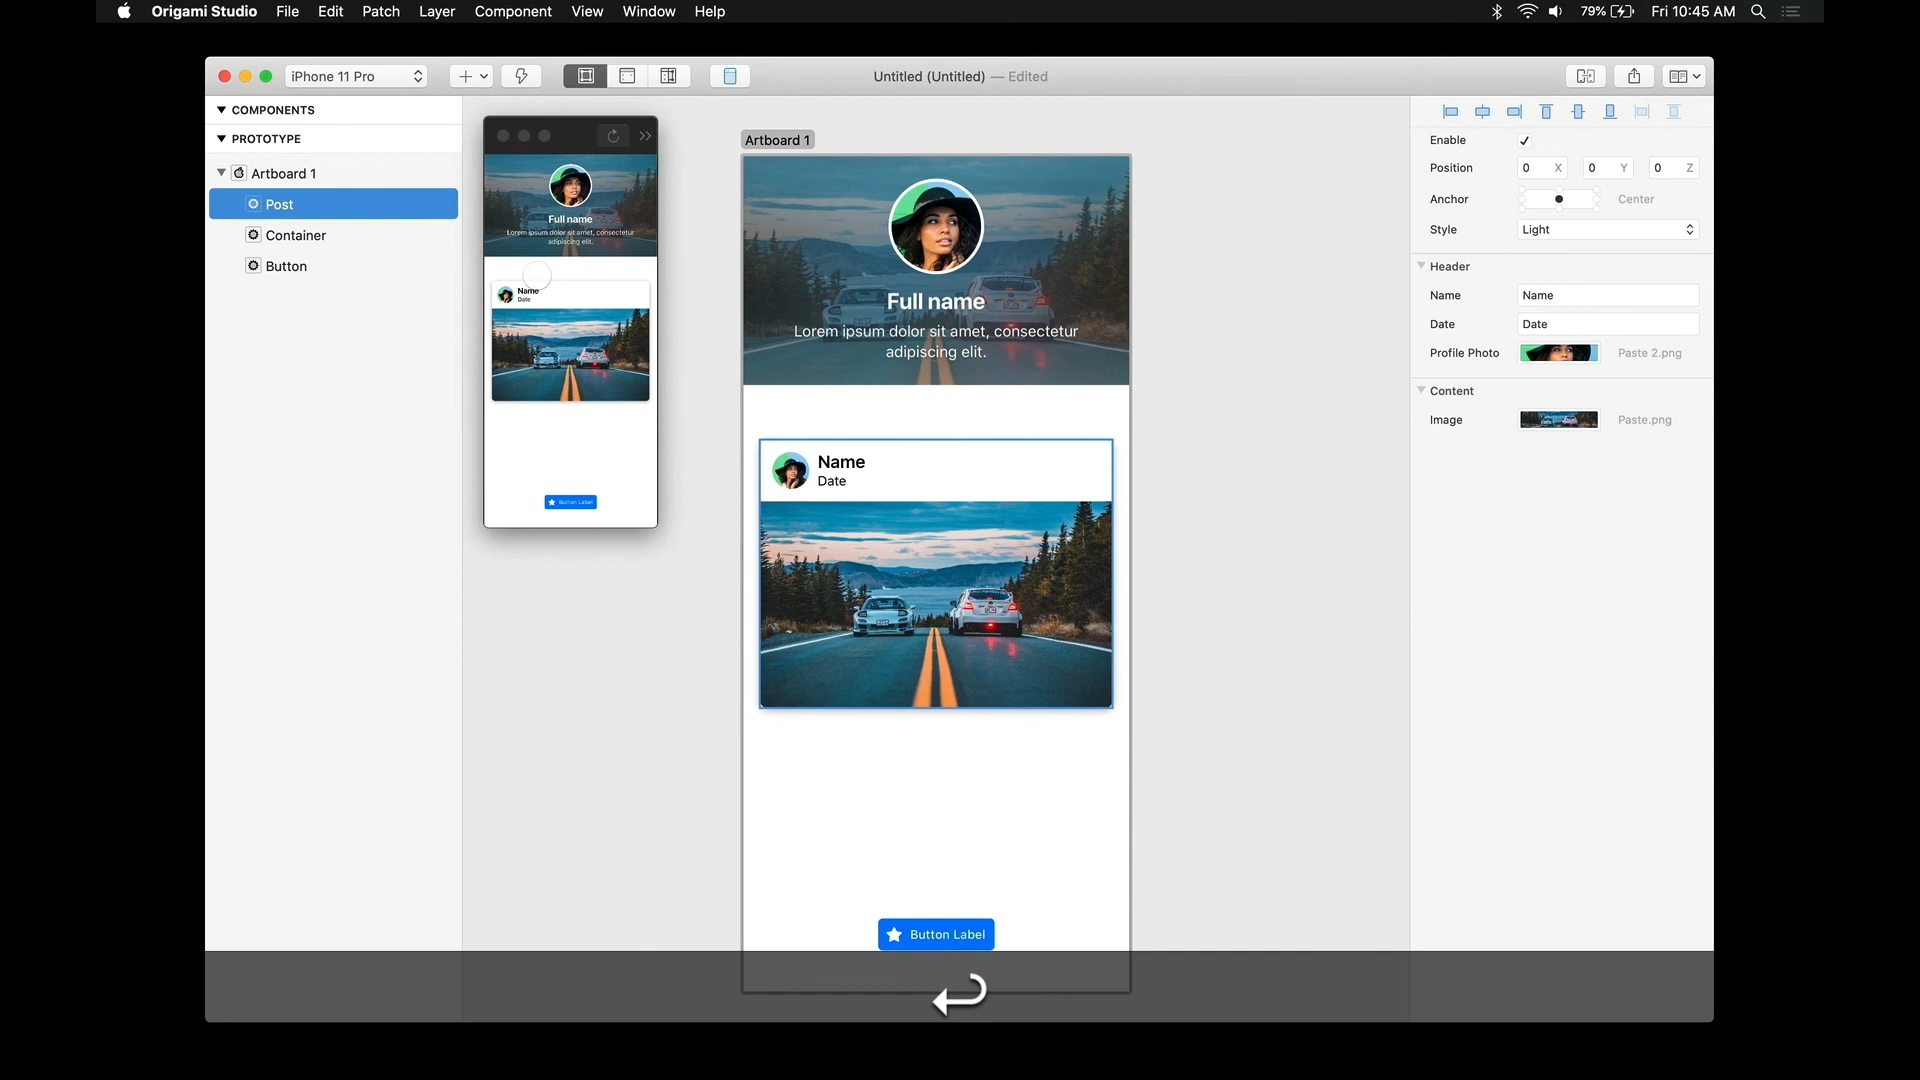 Origami Studio File Edit Patch Layer Component View Window Help 79% Fri 10:45 AM
iPhone 11 Pro Untitled (Untitled) — Edited
COMPONENTS
PROTOTYPE
Artboard 1
Post
Container
Button
Full name
Lorem ipsum dolor sit amet, consectetur
adipiscing elit.
Name
Date
Button Label
Artboard 1
Full name
Lorem ipsum dolor sit amet, consectetur
adipiscing elit.
Name
Date
Button Label
Enable
Position 0 X 0 Y 0 Z
Anchor Center
Style Light
Header
Name Name
Date Date
Profile Photo Paste 2.png
Content
Image Paste.png